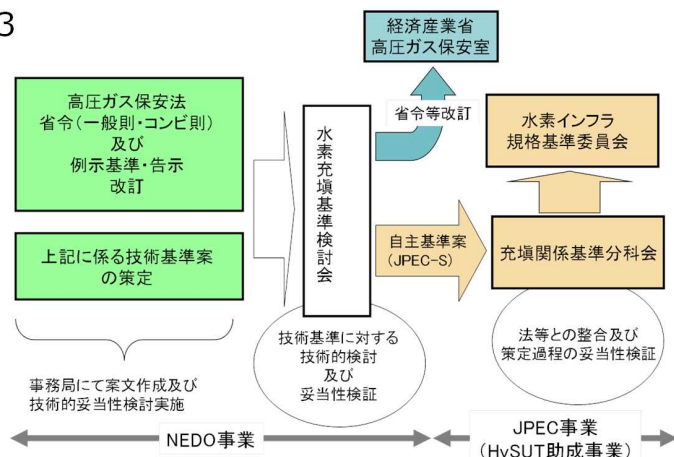 3
経済産業省
高圧ガス保安室
高圧ガス保安法
省令(一般則・コンビ則)
及び
例示基準・告示
改訂
上記に係る技術基準案
の策定
事務局にて案文作成及び
技術的妥当性検討実施
水素充填基準検討会
技術基準に対する
技術的検討
及び
妥当性検証
省令等改訂
自主基準案
(JPEC-S)
水素インフラ
規格基準委員会
充填関係基準分科会
法等との整合及び
策定過程の妥当性検証
NEDO事業
JPEC事業
(HySUT助成事業)